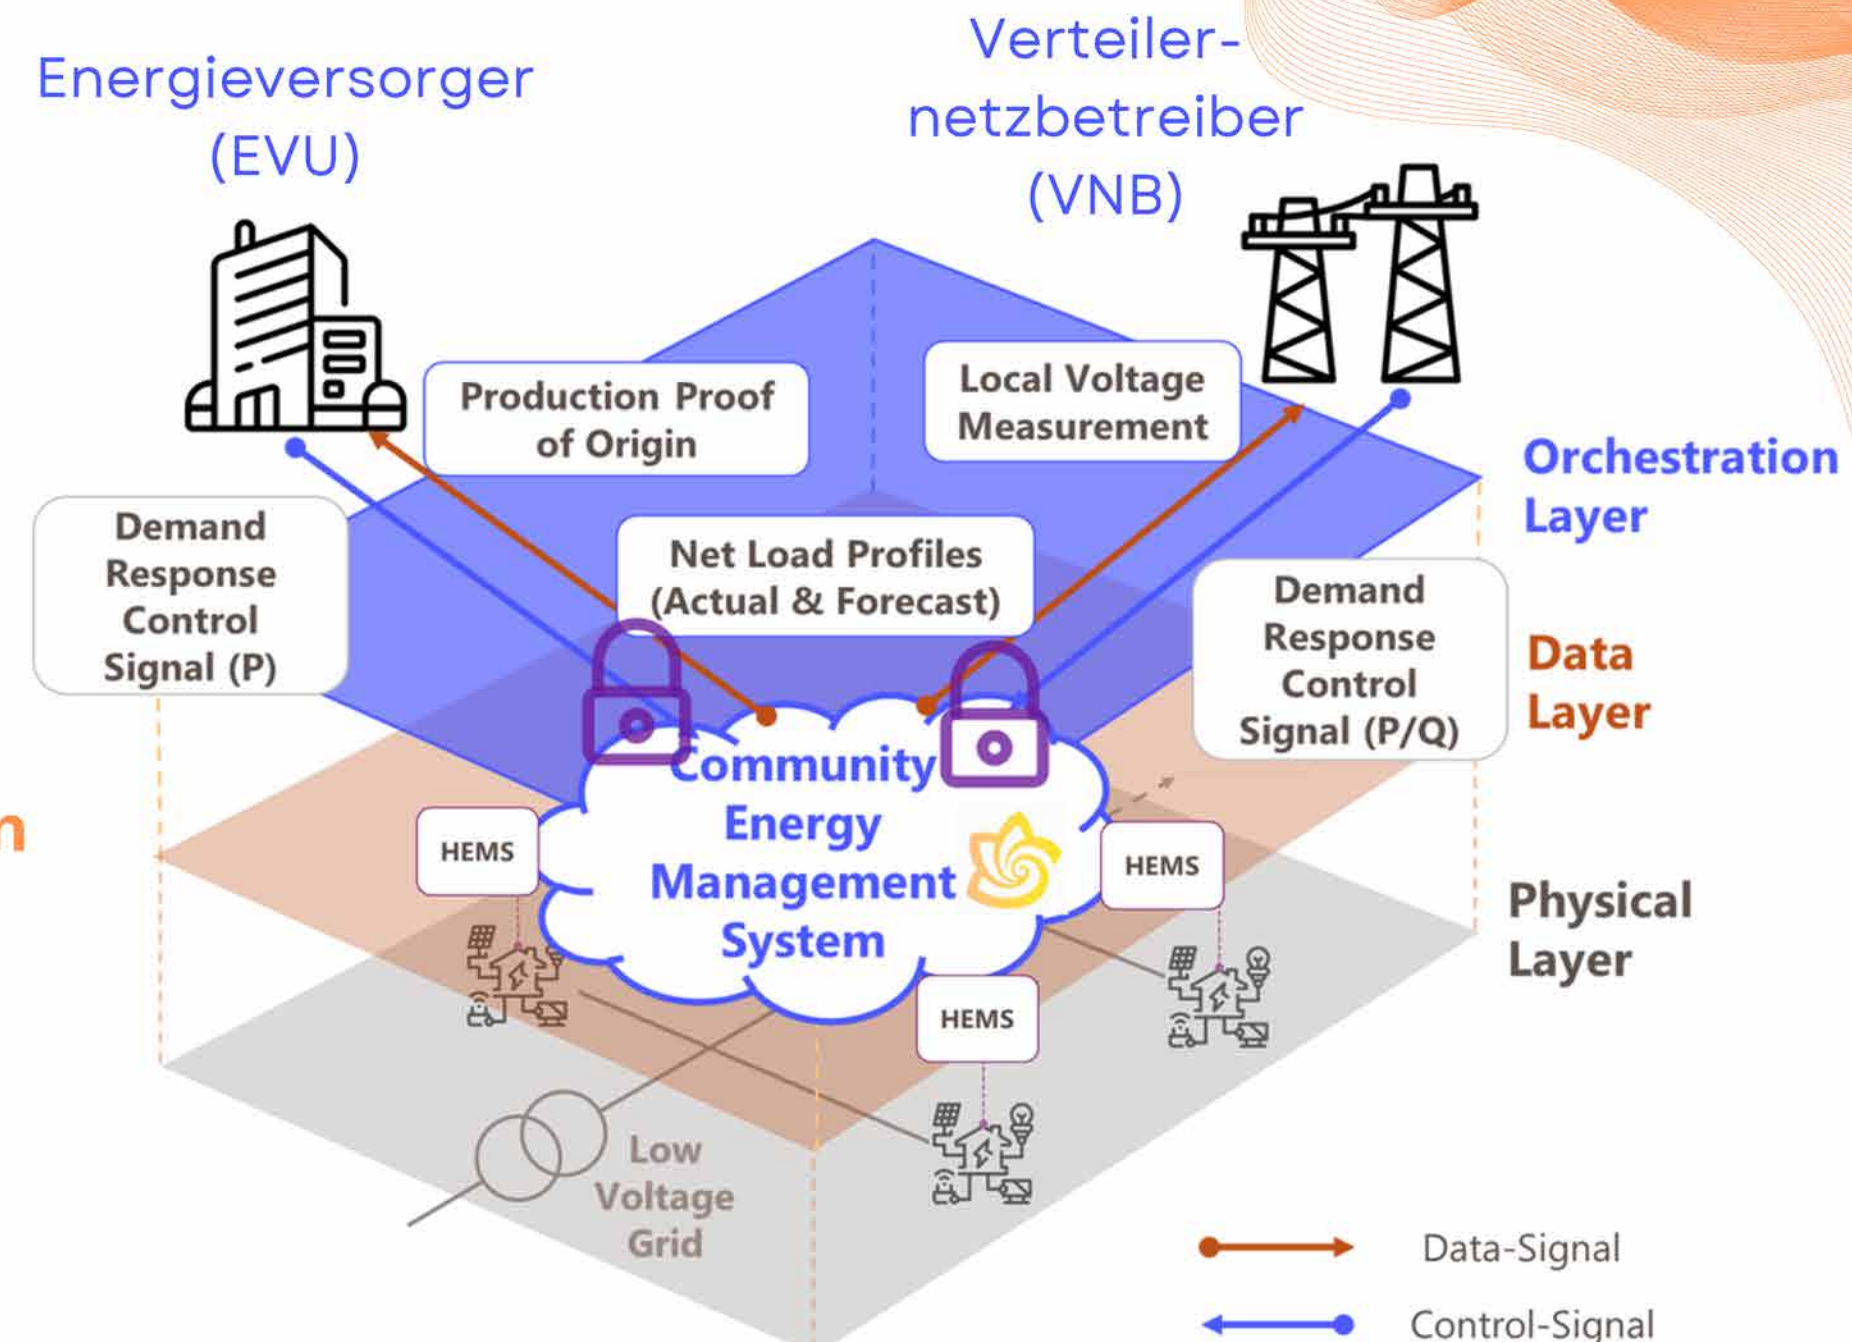 Energieversorger
(EVU)
Verteiler-
netzbetreiber
(VNB)
Production Proof
of Origin
Local Voltage
Measurement
Orchestration
Layer
Demand
Response
Control
Signal (P)
Net Load Profiles
(Actual & Forecast)
Demand
Response
Control
Signal (P/Q)
Data
Layer
Community
Energy
Management
System
HEMS
HEMS
HEMS
Physical
Layer
Low
Voltage
Grid
Data-Signal
Control-Signal